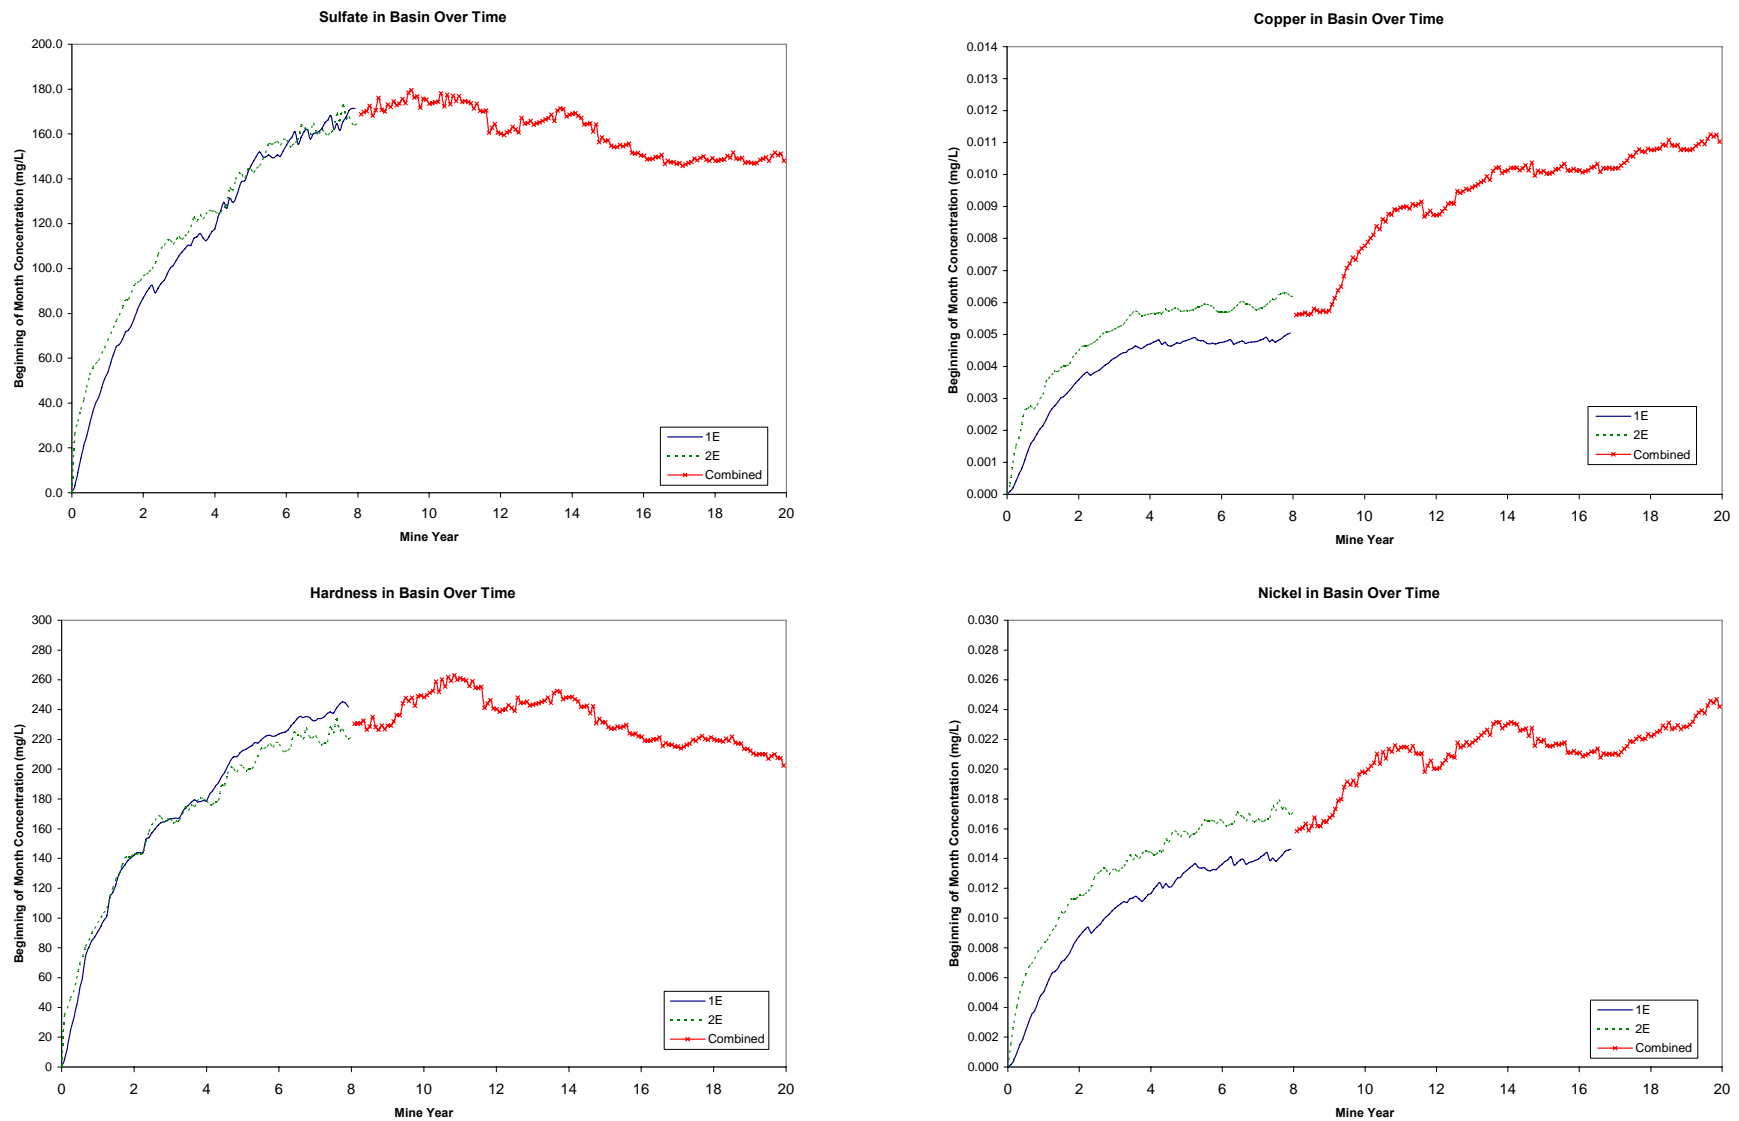 Sulfate in Basin Over Time
Beginning of Month Concentration (mg/L)
200.0
180.0
160.0
140.0
120.0
100.0
80.0
60.0
40.0
20.0
0.0
0 2 4 6 8 10 12 14 16 18 20
Mine Year
1E
2E
Combined
Copper in Basin Over Time
Beginning of Month Concentration (mg/L)
0.014
0.013
0.012
0.011
0.010
0.009
0.008
0.007
0.006
0.005
0.004
0.003
0.002
0.001
0.000
0 2 4 6 8 10 12 14 16 18 20
Mine Year
1E
2E
Combined
Hardness in Basin Over Time
Beginning of Month Concentration (mg/L)
300
280
260
240
220
200
180
160
140
120
100
80
60
40
20
0
0 2 4 6 8 10 12 14 16 18 20
Mine Year
1E
2E
Combined
Nickel in Basin Over Time
Beginning of Month Concentration (mg/L)
0.030
0.028
0.026
0.024
0.022
0.020
0.018
0.016
0.014
0.012
0.010
0.008
0.006
0.004
0.002
0.000
0 2 4 6 8 10 12 14 16 18 20
Mine Year
1E
2E
Combined